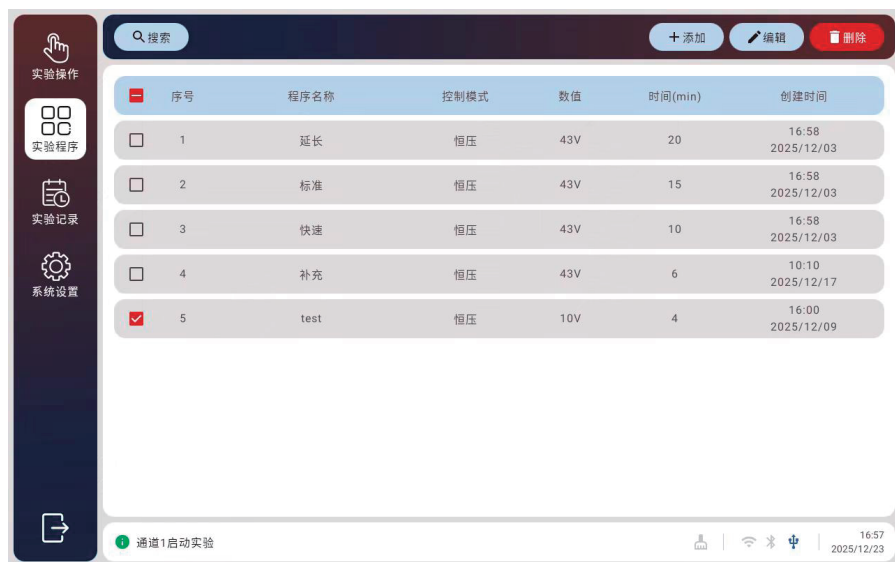 搜索
添加
编辑
删除
实验操作
实验程序
实验记录
系统设置
序号 程序名称 控制模式 数值 时间(min) 创建时间
1 延长 恒压 43V 20 16:58
2025/12/03
2 标准 恒压 43V 15 16:58
2025/12/03
3 快速 恒压 43V 10 16:58
2025/12/03
4 补充 恒压 43V 6 10:10
2025/12/17
5 test 恒压 10V 4 16:00
2025/12/09
通道1启动实验
16:57
2025/12/23